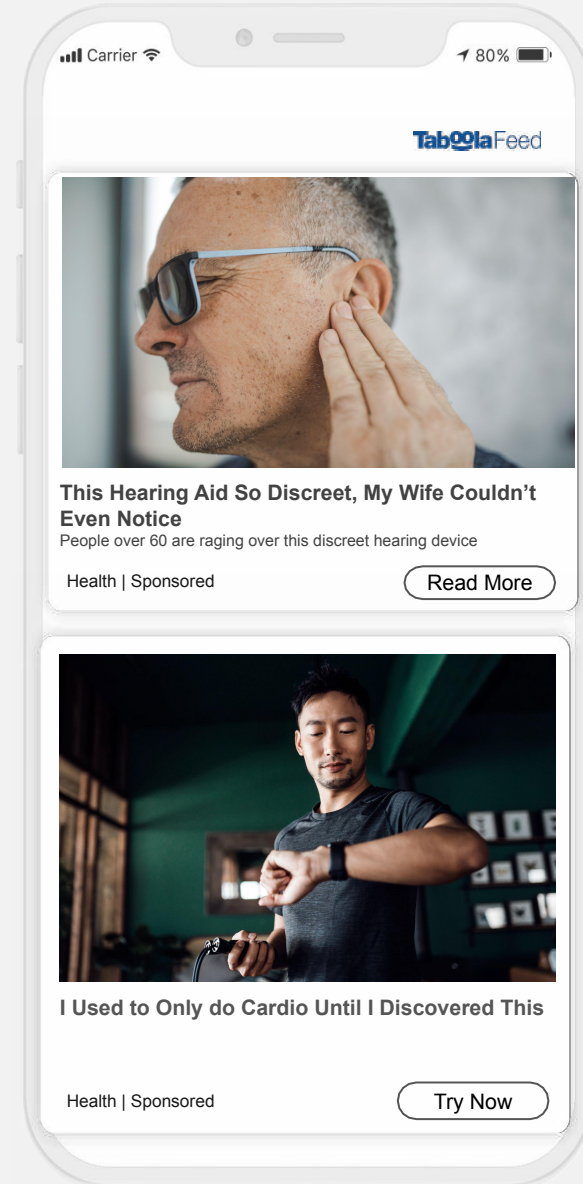 Carrier 80%
Taboola Feed
This Hearing Aid So Discreet, My Wife Couldn’t
Even Notice
People over 60 are raging over this discreet hearing device
Health | Sponsored Read More
I Used to Only do Cardio Until I Discovered This
Health | Sponsored Try Now